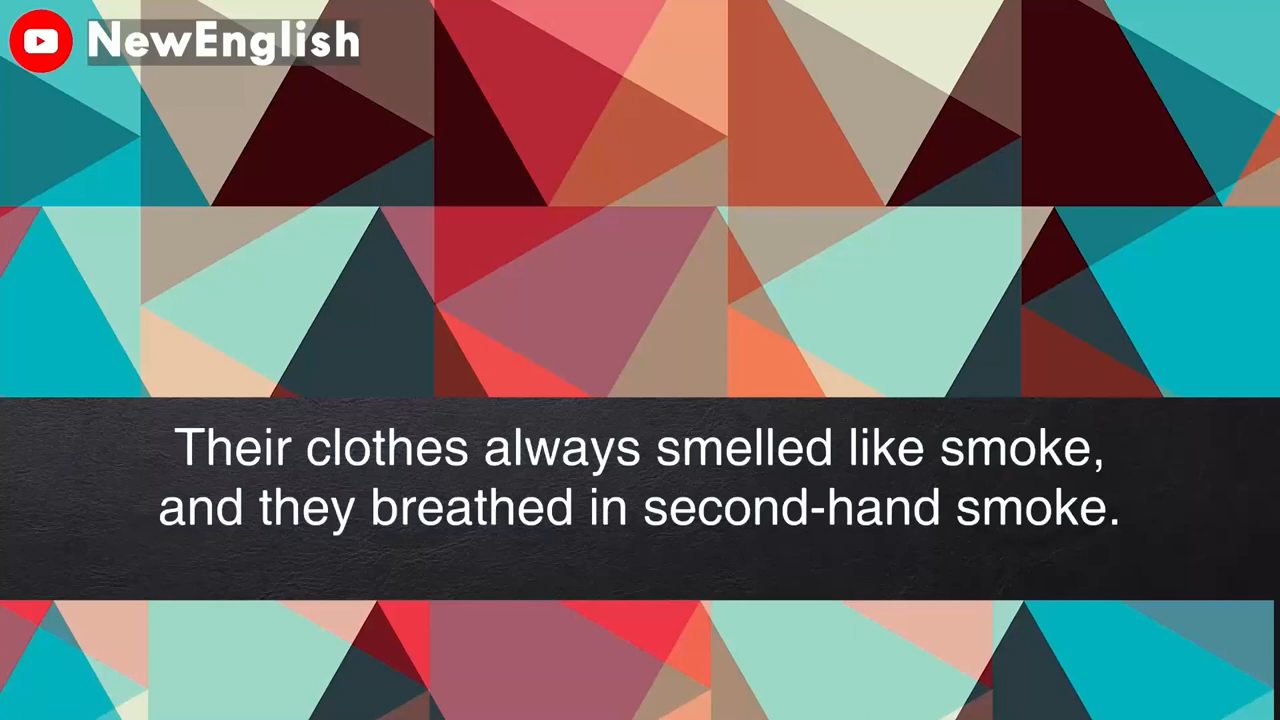 NewEnglish
Their clothes always smelled like smoke,
and they breathed in second-hand smoke.